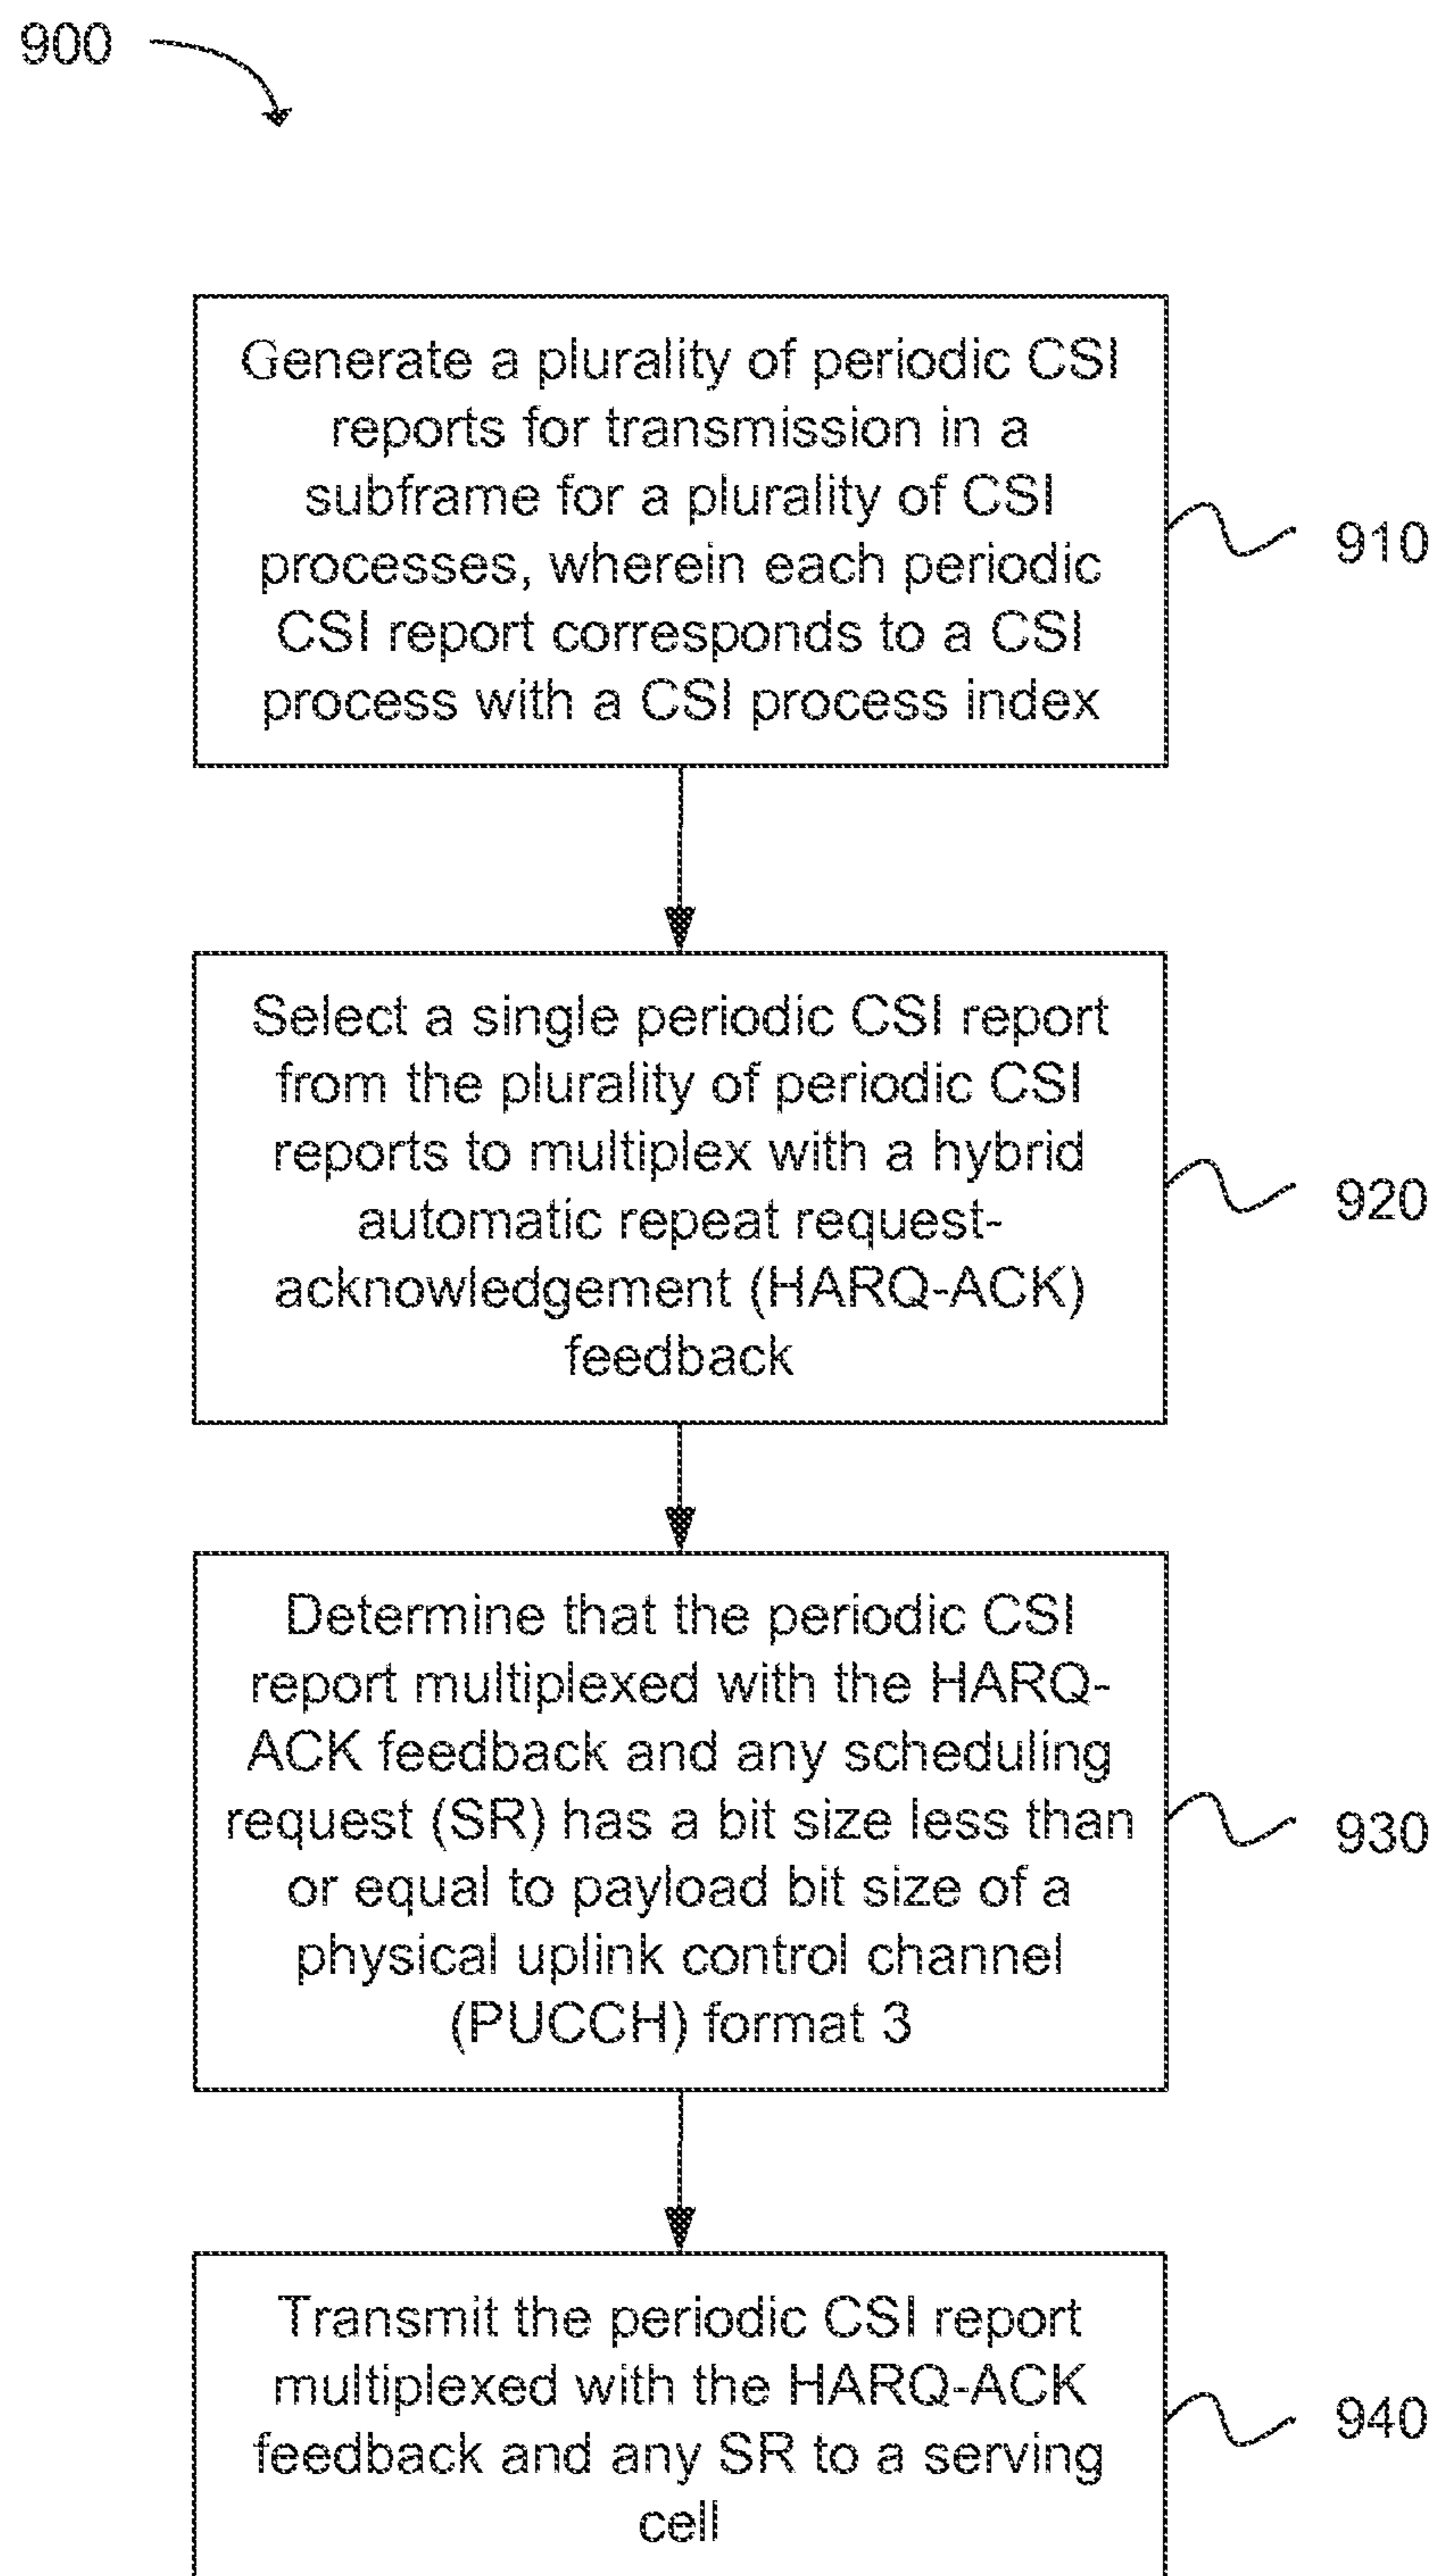 900
Generate a plurality of periodic CSI
reports for transmission in a
subframe for a plurality of CSI
processes, wherein each periodic
CSI report corresponds to a CSI
process with a CSI process index
910
Select a single periodic CSI report
from the plurality of periodic CSI
reports to multiplex with a hybrid
automatic repeat request-
acknowledgement (HARQ-ACK)
feedback
920
Determine that the periodic CSI
report multiplexed with the HARQ-
ACK feedback and any scheduling
request (SR) has a bit size less than
or equal to payload bit size of a
physical uplink control channel
(PUCCH) format 3
930
Transmit the periodic CSI report
multiplexed with the HARQ-ACK
feedback and any SR to a serving
cell
940